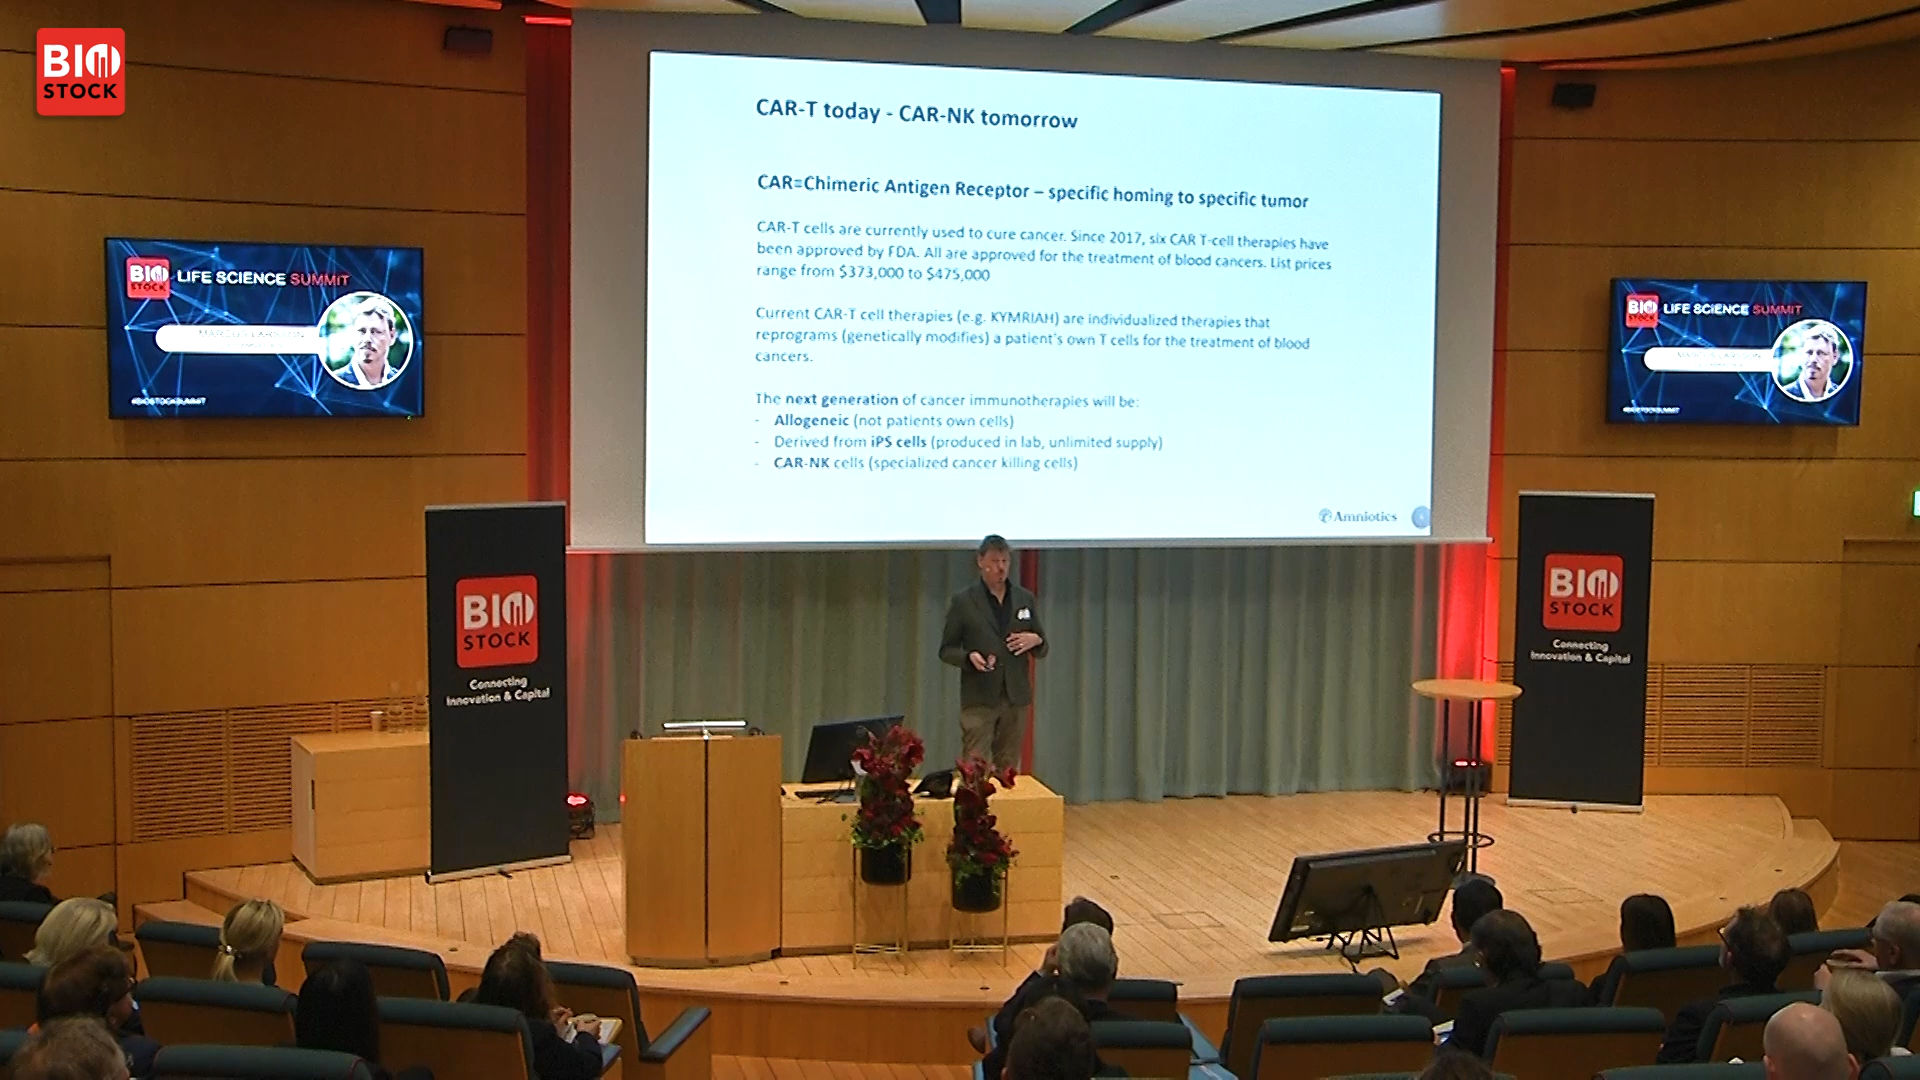 BIO
STOCK
CAR-T today - CAR-NK tomorrow
CAR=Chimeric Antigen Receptor – specific homing to specific tumor
CAR-T cells are currently used to cure cancer. Since 2017, six CAR T-cell therapies have
been approved by FDA. All are approved for the treatment of blood cancers. List prices
range from $373,000 to $475,000
Current CAR-T cell therapies (e.g. KYMRIAH) are individualized therapies that
reprograms (genetically modifies) a patient's own T cells for the treatment of blood
cancers.
The next generation of cancer immunotherapies will be:
- Allogeneic (not patients own cells)
- Derived from iPS cells (produced in lab, unlimited supply)
- CAR-NK cells (specialized cancer killing cells)
Amniotics
BIO
STOCK
LIFE SCIENCE SUMMIT
MARCUS LARSSON
#BIOSTOCKSUMMIT
BIO
STOCK
LIFE SCIENCE SUMMIT
MARCUS LARSSON
#BIOSTOCKSUMMIT
BIO
STOCK
Connecting
Innovation & Capital
BIO
STOCK
Connecting
Innovation & Capital